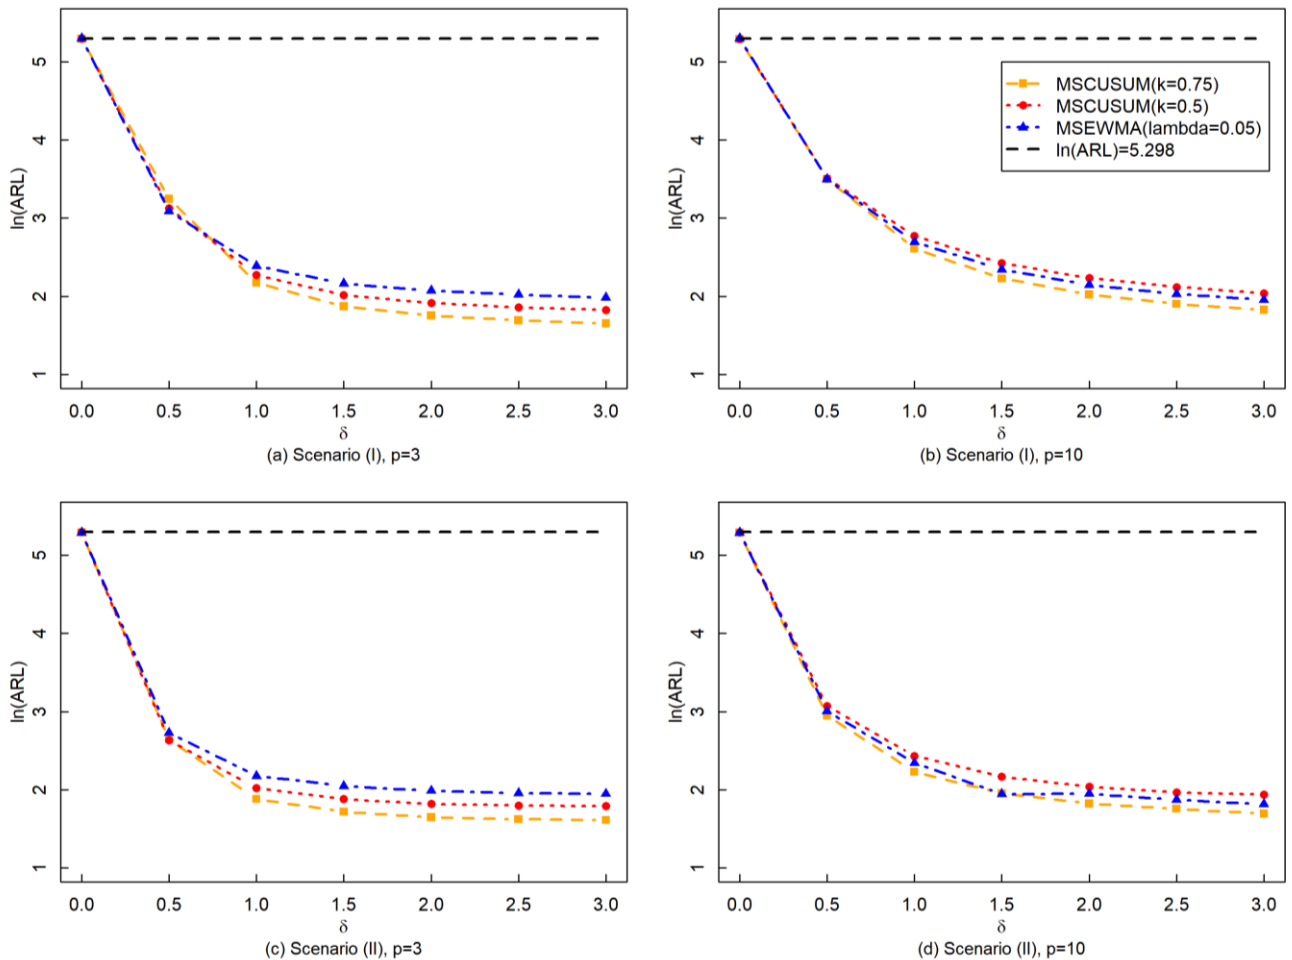 ln(ARL)
5
4
3
2
1
0.0 0.5 1.0 1.5 2.0 2.5 3.0
δ
(a) Scenario (I), p=3
ln(ARL)
5
4
3
2
1
MSCUSUM(k=0.75)
MSCUSUM(k=0.5)
MSEWMA(lambda=0.05)
ln(ARL)=5.298
0.0 0.5 1.0 1.5 2.0 2.5 3.0
δ
(b) Scenario (I), p=10
ln(ARL)
5
4
3
2
1
0.0 0.5 1.0 1.5 2.0 2.5 3.0
δ
(c) Scenario (II), p=3
ln(ARL)
5
4
3
2
1
0.0 0.5 1.0 1.5 2.0 2.5 3.0
δ
(d) Scenario (II), p=10